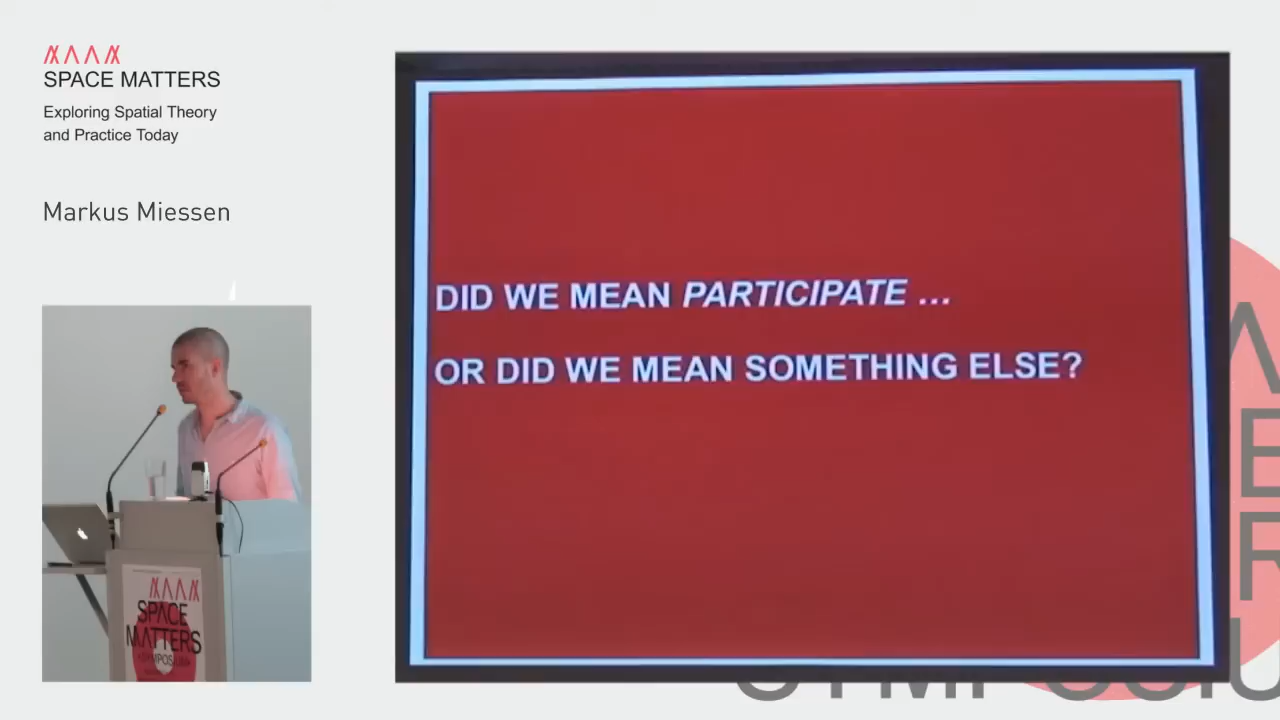 SPACE MATTERS
Exploring Spatial Theory
and Practice Today
Markus Miessen
DID WE MEAN PARTICIPATE ...
OR DID WE MEAN SOMETHING ELSE?
SPACE
MATTERS
SYMPOSIUM